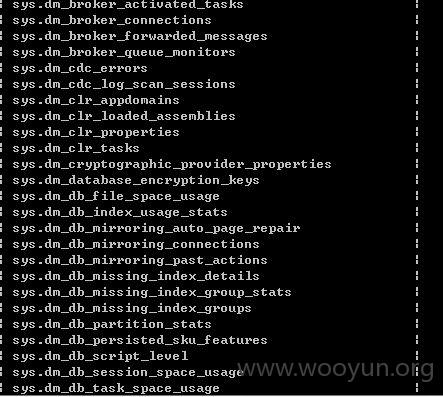 sys.dm_broker_activated_tasks
sys.dm_broker_connections
sys.dm_broker_forwarded_messages
sys.dm_broker_queue_monitors
sys.dm_cdc_errors
sys.dm_cdc_log_scan_sessions
sys.dm_clr_appdomains
sys.dm_clr_loaded_assemblies
sys.dm_clr_properties
sys.dm_clr_tasks
sys.dm_cryptographic_provider_properties
sys.dm_database_encryption_keys
sys.dm_db_file_space_usage
sys.dm_db_index_usage_stats
sys.dm_db_mirroring_auto_page_repair
sys.dm_db_mirroring_connections
sys.dm_db_mirroring_past_actions
sys.dm_db_missing_index_details
sys.dm_db_missing_index_group_stats
sys.dm_db_missing_index_groups
sys.dm_db_partition_stats
sys.dm_db_persisted_sku_features
sys.dm_db_script_level
sys.dm_db_session_space_usage
sys.dm_db_task_space_usage
www.wooyun.org